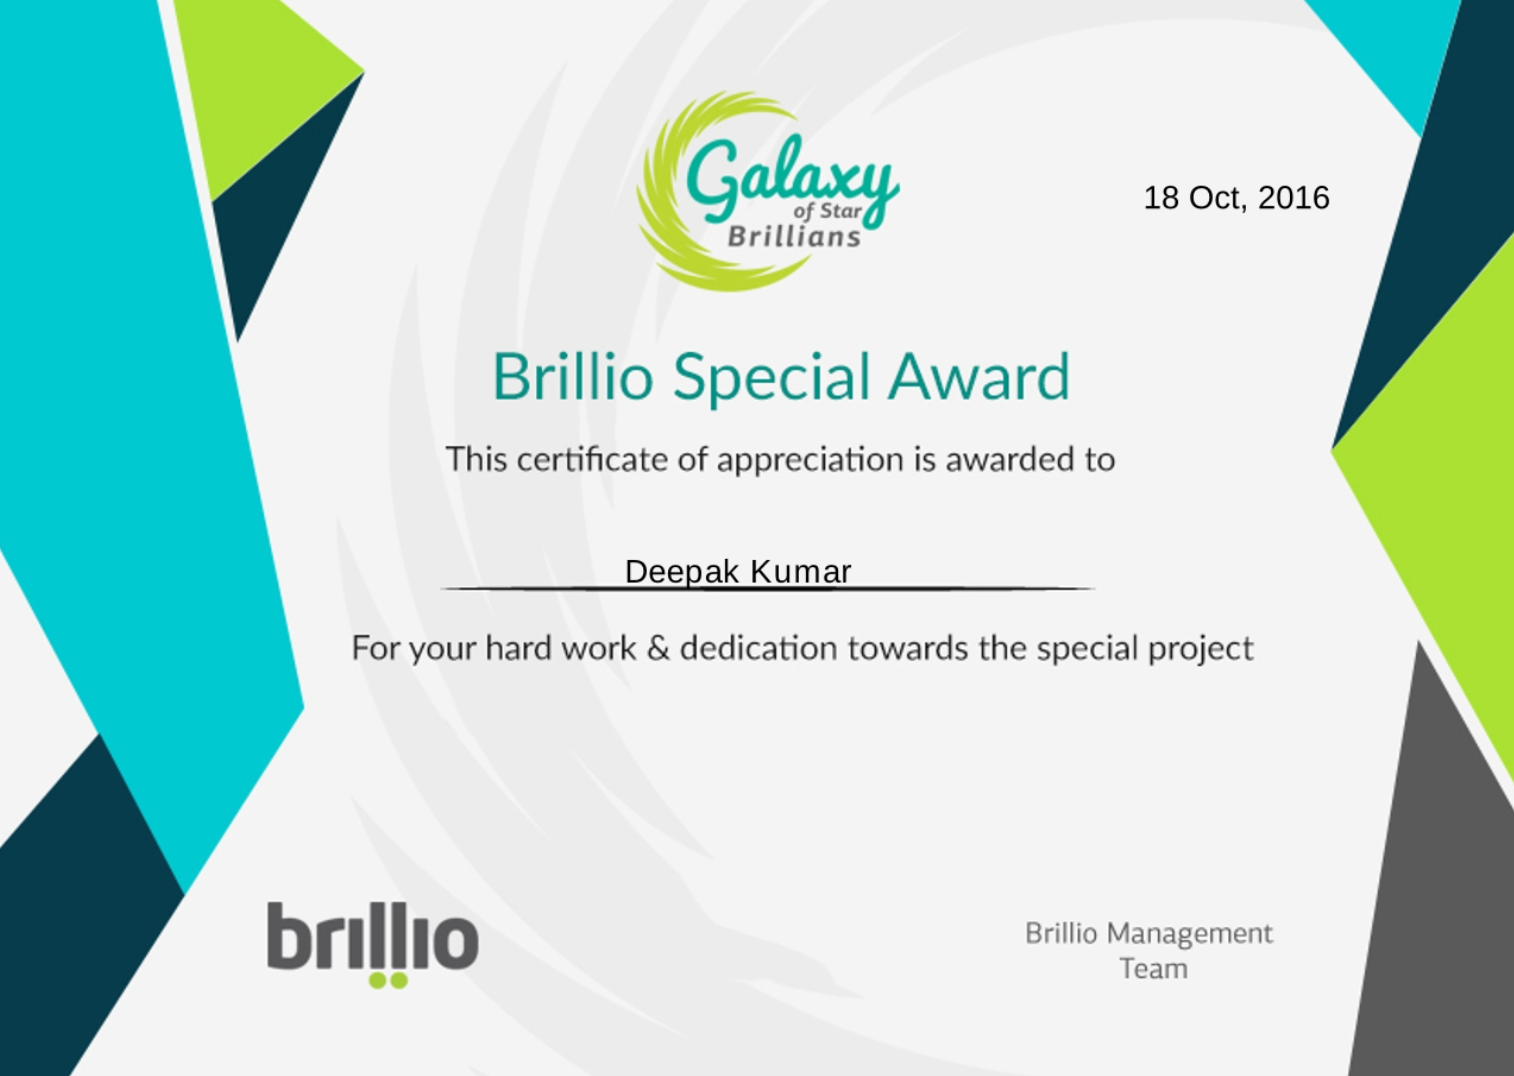 Galaxy
of Star
Brillians
18 Oct, 2016
Brillio Special Award
This certificate of appreciation is awarded to
Deepak Kumar
For your hard work & dedication towards the special project
brillio
Brillio Management
Team